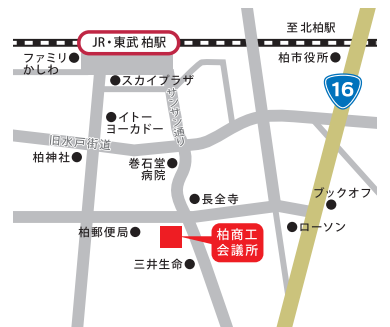 至 北柏駅
JR・東武 柏駅
ファミリ
かしわ
柏市役所
スカイプラザ
16
サンサン通り
イトー
ヨーカドー
旧水戸街道
柏神社
巻石堂
病院
長全寺
ブックオフ
柏郵便局
柏商工
会議所
ローソン
三井生命